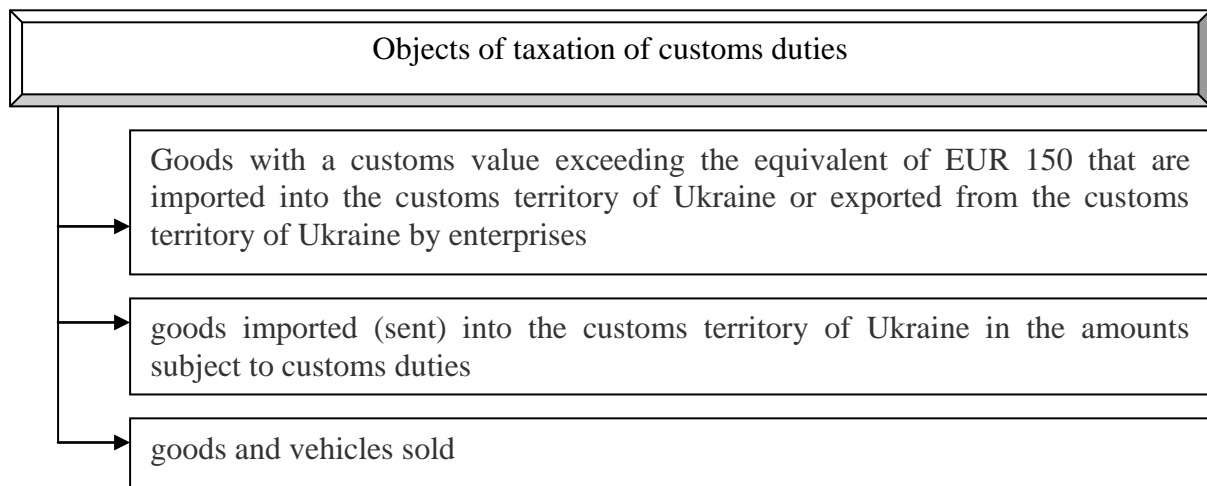 Objects of taxation of customs duties
Goods with a customs value exceeding the equivalent of EUR 150 that are
imported into the customs territory of Ukraine or exported from the customs
territory of Ukraine by enterprises
goods imported (sent) into the customs territory of Ukraine in the amounts
subject to customs duties
goods and vehicles sold